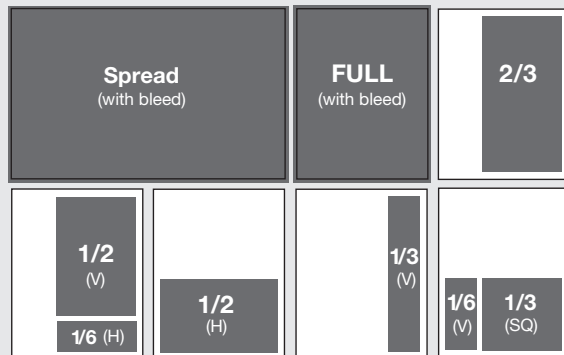 Spread
(with bleed)
FULL
(with bleed)
2/3
1/2
(V)
1/6 (H)
1/2
(H)
1/3
(V)
1/6
(V)
1/3
(SQ)